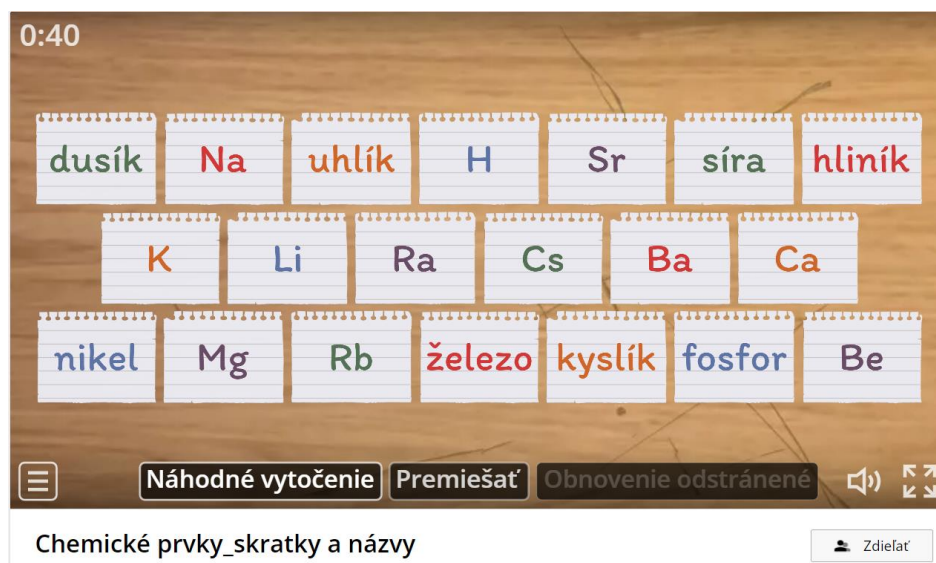 0:40
dusík Na uhlík H Sr síra hliník
K Li Ra Cs Ba Ca
nikel Mg Rb železo kyslík fosfor Be
Náhodné vytočenie Premiešať Obnovenie odstránené
Chemické prvky_skratky a názvy
Zdieľať